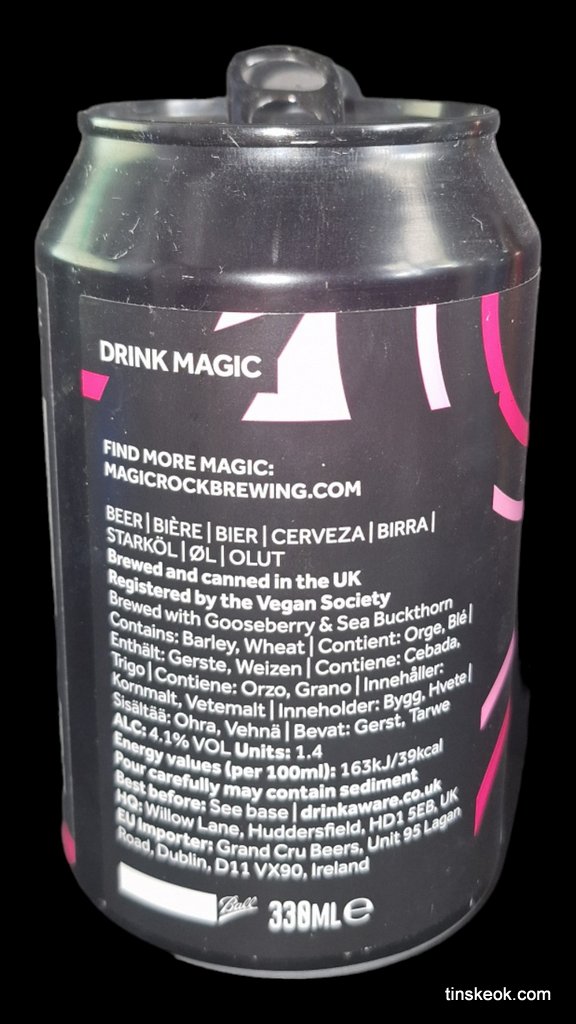 DRINK MAGIC
FIND MORE MAGIC:
MAGICROCKBREWING.COM
BEER | BIÈRE | BIER | CERVEZA | BIRRA |
STARKÖL | ØL | OLUT
Brewed and canned in the UK
Registered by the Vegan Society
Brewed with Gooseberry & Sea Buckthorn
Contains: Barley, Wheat | Contient: Orge, Blé |
Enthält: Gerste, Weizen | Contiene: Cebada,
Trigo | Contiene: Orzo, Grano | Innehåller:
Kornmalt, Vetemalt | Inneholder: Bygg, Hvete |
Sisältää: Ohra, Vehnä | Bevat: Gerst, Tarwe
ALC: 4.1% VOL Units: 1.4
Energy values (per 100ml): 163kJ/39kcal
Pour carefully may contain sediment
Best before: See base | drinkaware.co.uk
HQ: Willow Lane, Huddersfield, HD1 5EB, UK
EU Importer: Grand Cru Beers, Unit 95 Lagan
Road, Dublin, D11 VX90, Ireland
Ball 330ML e
tinskeok.com